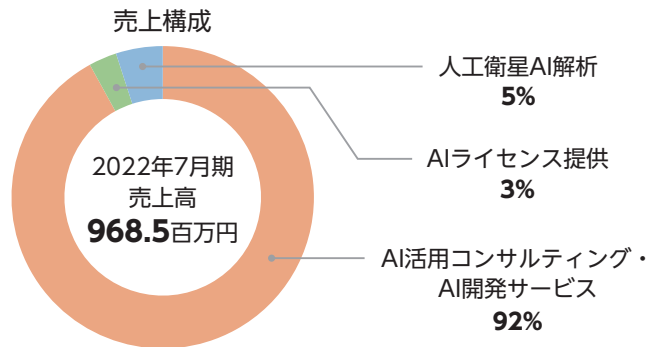 売上構成
人工衛星AI解析
5%
AIライセンス提供
3%
2022年7月期
売上高
968.5百万円
AI活用コンサルティング・
AI開発サービス
92%